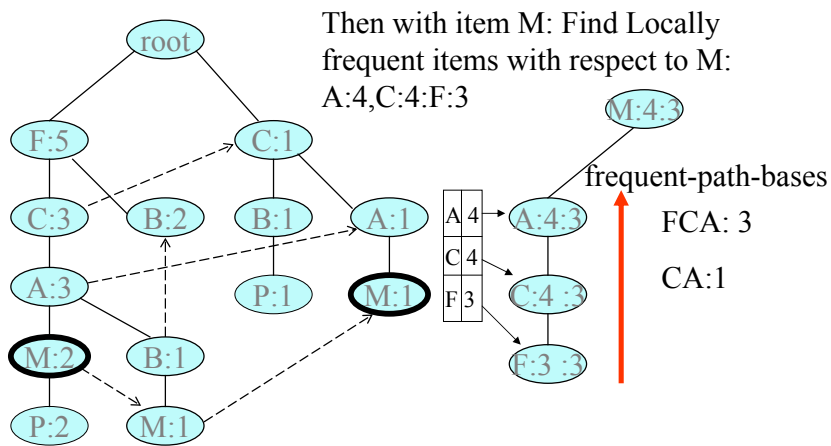 Then with item M: Find Locally
frequent items with respect to M:
A:4,C:4:F:3
root
M:4:3
F:5
C:1
frequent-path-bases
C:3
B:2
B:1
A:1
A 4
A:4:3
FCA: 3
C 4
A:3
P:1
M:1
F 3
C:4 :3
CA:1
M:2
B:1
F:3 :3
P:2
M:1